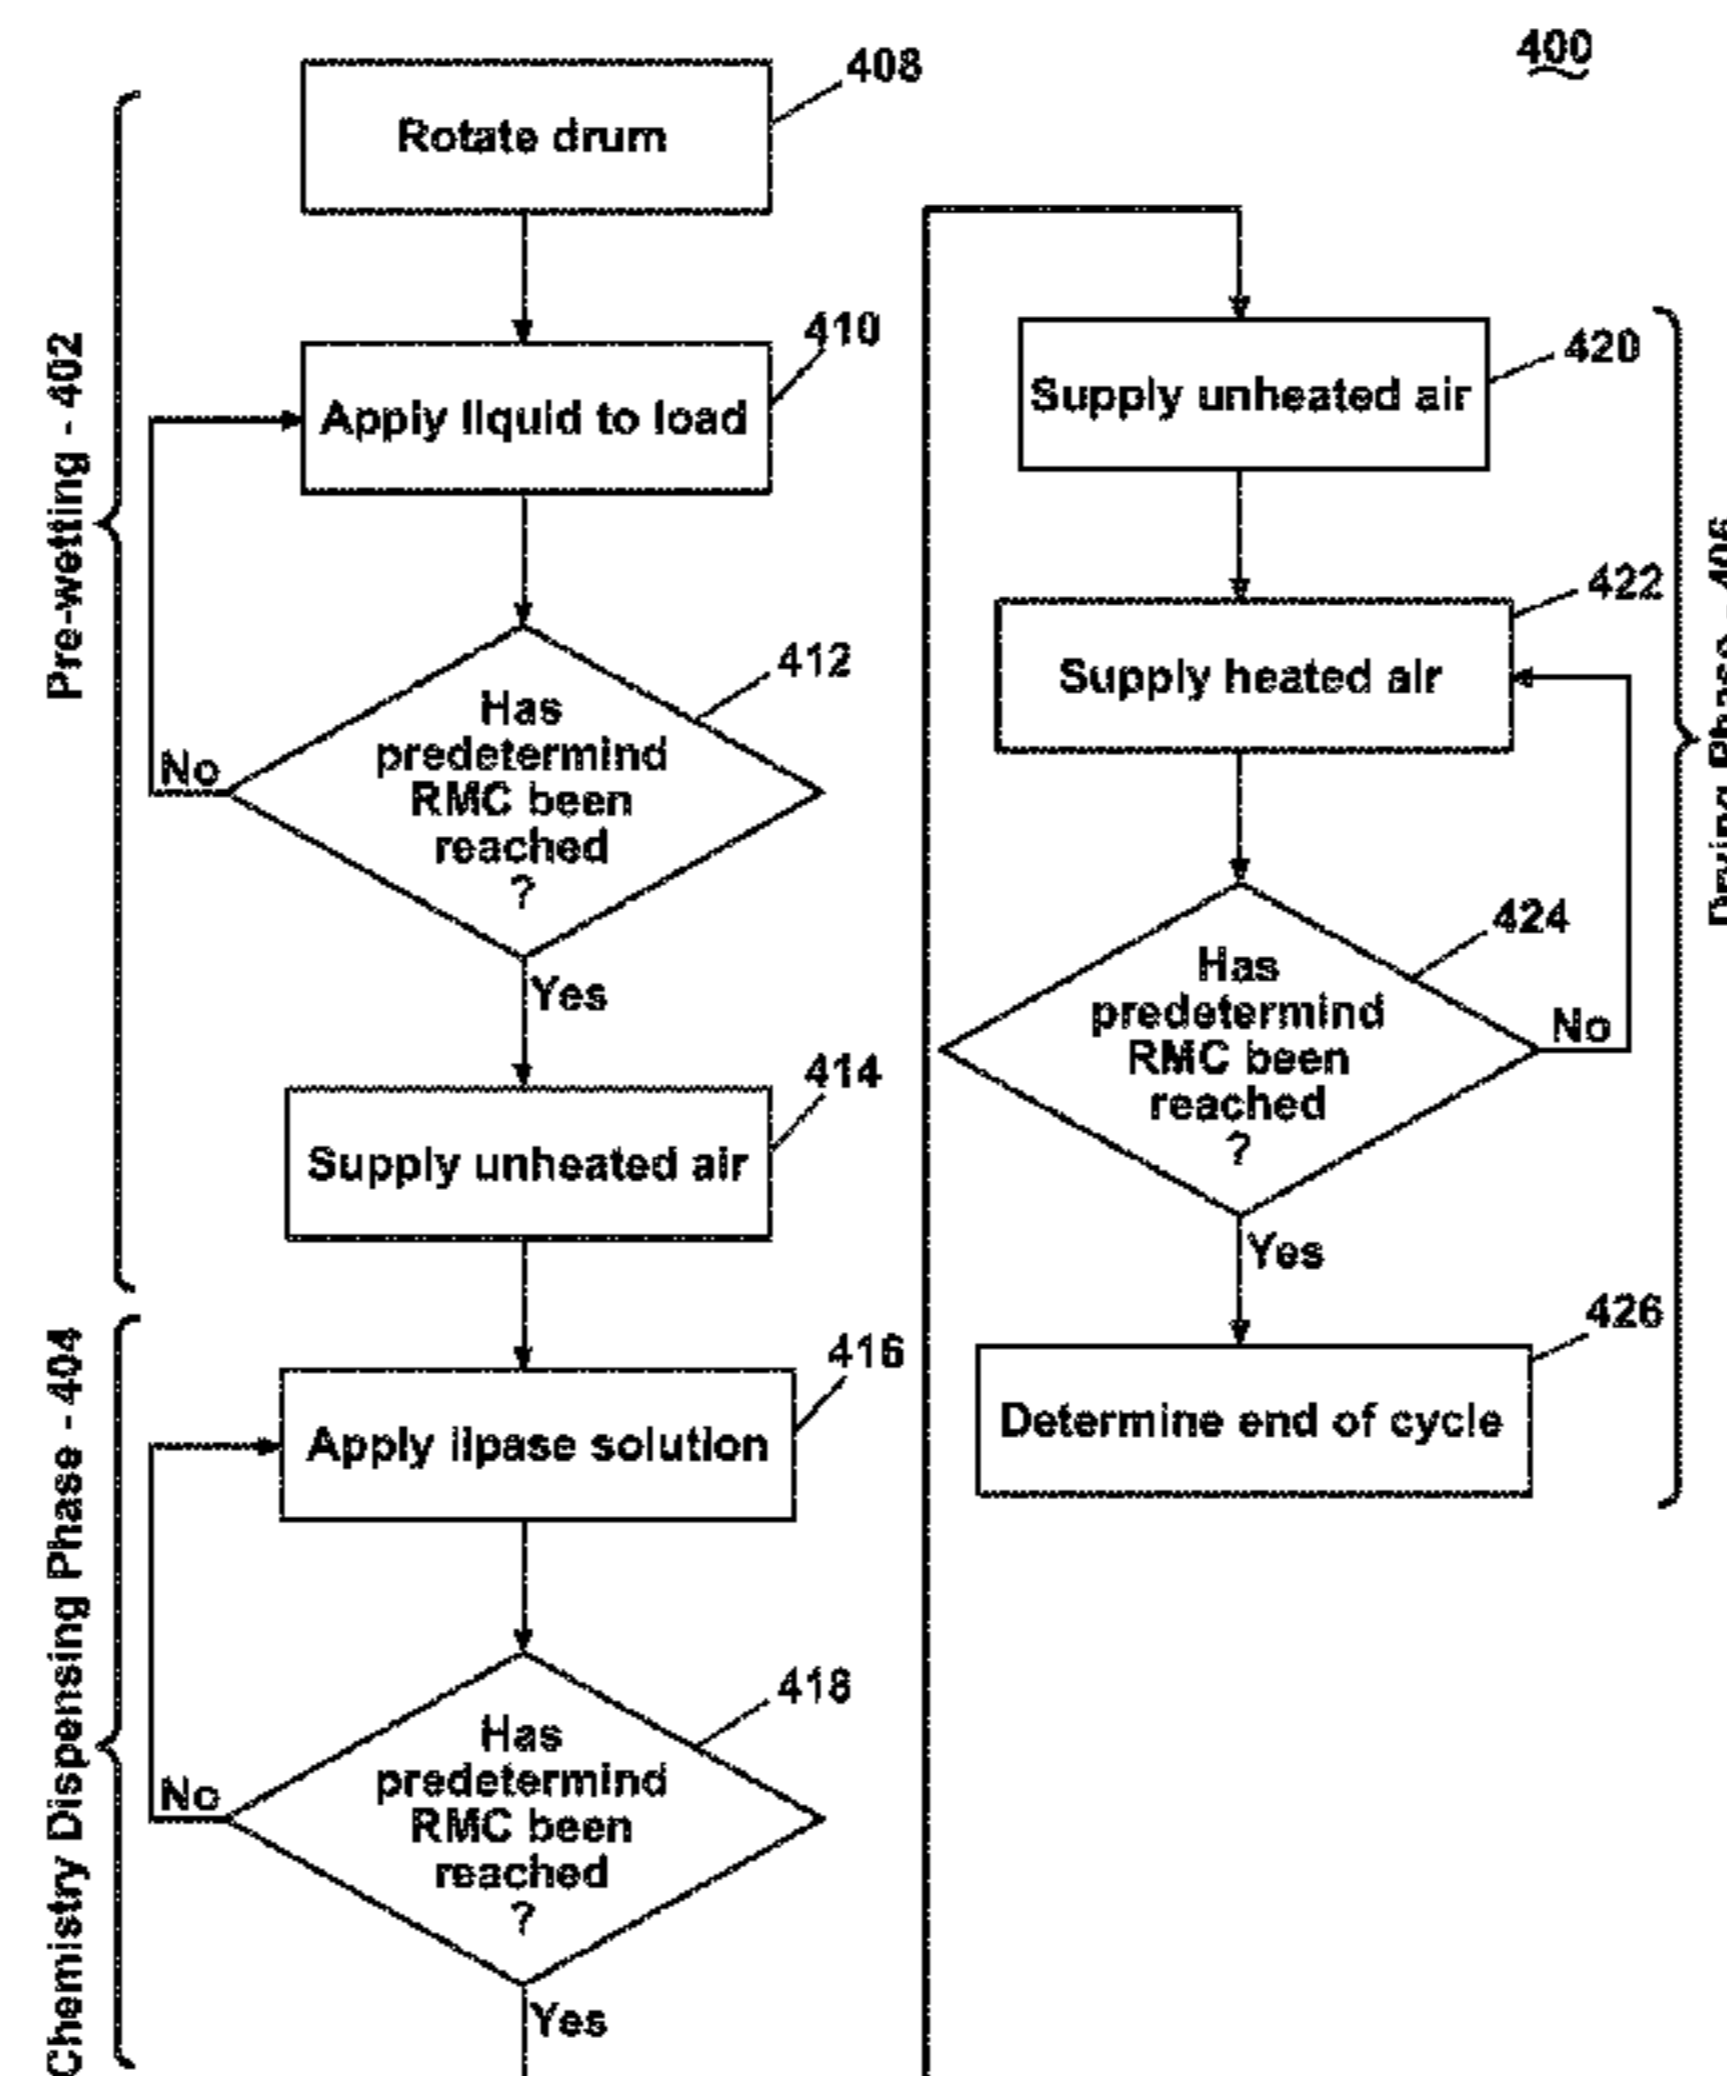 400
Pre-wetting - 402
408
Rotate drum
410
Apply liquid to load
412
Has
predetermind
RMC been
reached
?
No
Yes
414
Supply unheated air
Chemistry Dispensing Phase - 404
416
Apply lipase solution
418
Has
predetermind
RMC been
reached
?
No
Yes
420
Supply unheated air
422
Supply heated air
424
Has
predetermind
RMC been
reached
?
No
Yes
426
Determine end of cycle
Drying Phase - 406